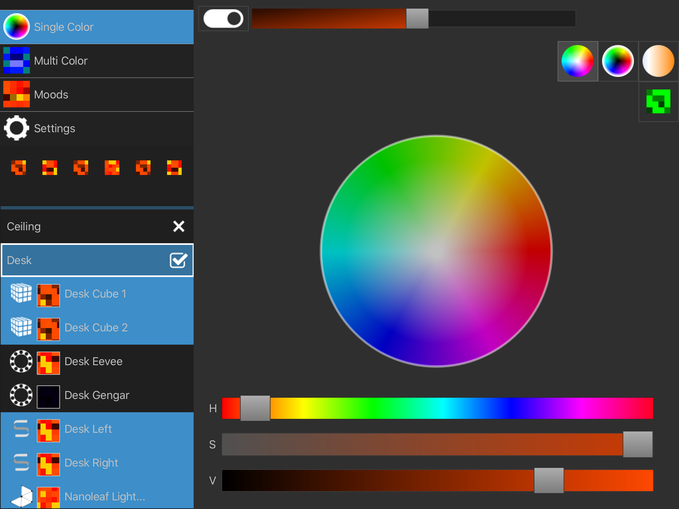 Single Color
Multi Color
Moods
Settings
Ceiling
Desk
Desk Cube 1
Desk Cube 2
Desk Eevee
Desk Gengar
Desk Left
Desk Right
Nanoleaf Light...
H
S
V